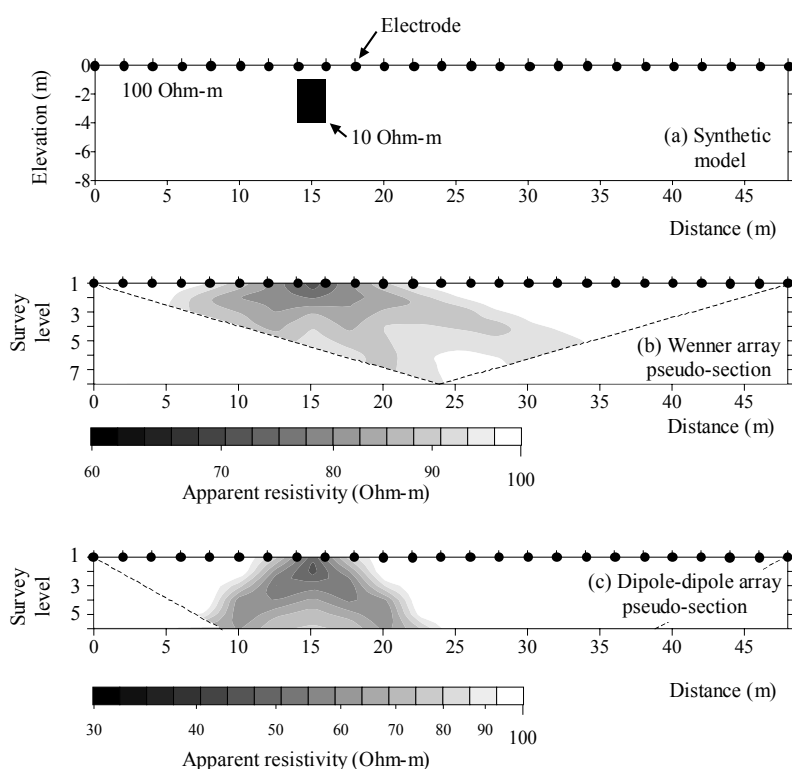 Electrode
0
-2
-4
-6
-8
Elevation (m)
100 Ohm-m
10 Ohm-m
(a) Synthetic
model
0 5 10 15 20 25 30 35 40 45
Distance (m)
1
3
5
7
Survey
level
(b) Wenner array
pseudo-section
0 5 10 15 20 25 30 35 40 45
Distance (m)
60 70 80 90 100
Apparent resistivity (Ohm-m)
1
3
5
Survey
level
(c) Dipole-dipole array
pseudo-section
0 5 10 15 20 25 30 35 40 45
Distance (m)
30 40 50 60 70 80 90 100
Apparent resistivity (Ohm-m)